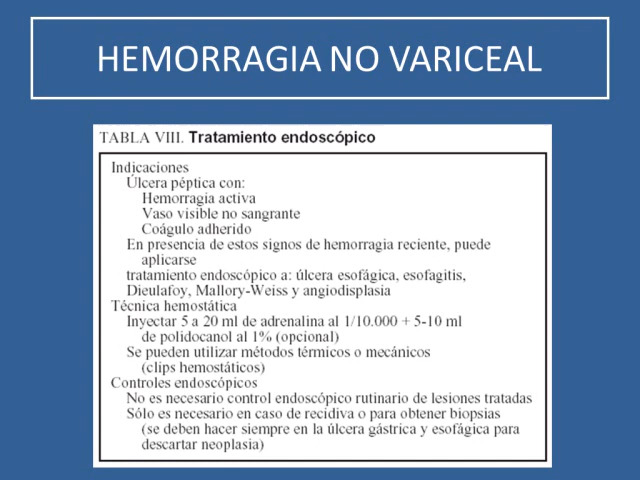 HEMORRAGIA NO VARICEAL
TABLA VIII. Tratamiento endoscópico
Indicaciones
Úlcera péptica con:
Hemorragia activa
Vaso visible no sangrante
Coágulo adherido
En presencia de estos signos de hemorragia reciente, puede
aplicarse
tratamiento endoscópico a: úlcera esofágica, esofagitis,
Dieulafoy, Mallory-Weiss y angiodisplasia
Técnica hemostática
Inyectar 5 a 20 ml de adrenalina al 1/10.000 + 5-10 ml
de polidocanol al 1% (opcional)
Se pueden utilizar métodos térmicos o mecánicos
(clips hemostáticos)
Controles endoscópicos
No es necesario control endoscópico rutinario de lesiones tratadas
Sólo es necesario en caso de recidiva o para obtener biopsias
(se deben hacer siempre en la úlcera gástrica y esofágica para
descartar neoplasia)